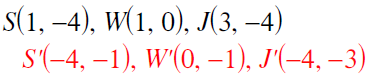 S(1, −4), W(1, 0), J(3, −4)
S′(−4, −1), W′(0, −1), J′(−4, −3)